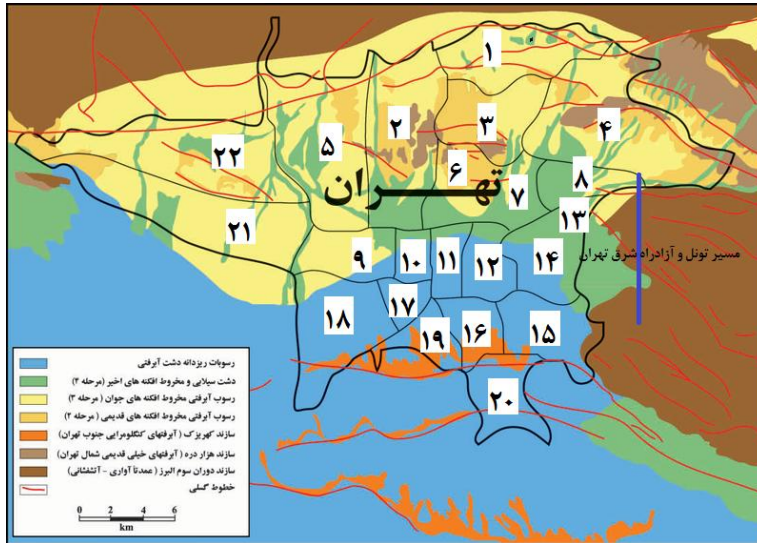 ۱
۲
۳
۴
۵
۲۲
۶
۷
۸
تهــــــران
۲۱
۱۳
۹
۱۰
۱۱
۱۲
۱۴
مسیر تونل و آزادراه شرق تهران
۱۸
۱۷
۱۹
۱۶
۱۵
۲۰
رسوبات ریزدانه دشت آبرفتی
دشت سیلابی و مخروط افکنه های اخیر (مرحله ۴)
رسوب آبرفتی مخروط افکنه های جوان ( مرحله ۳)
رسوب آبرفتی مخروط افکنه های قدیمی ( مرحله ۲)
سازند کهریزک ( آبرفتهای کنگلومرایی جنوب تهران)
سازند هزار دره (آبرفتهای خیلی قدیمی شمال تهران)
سازند دوران سوم البرز ( عمدتاً آواری - آتشفشانی)
خطوط گسلی
0 2 4 6
km